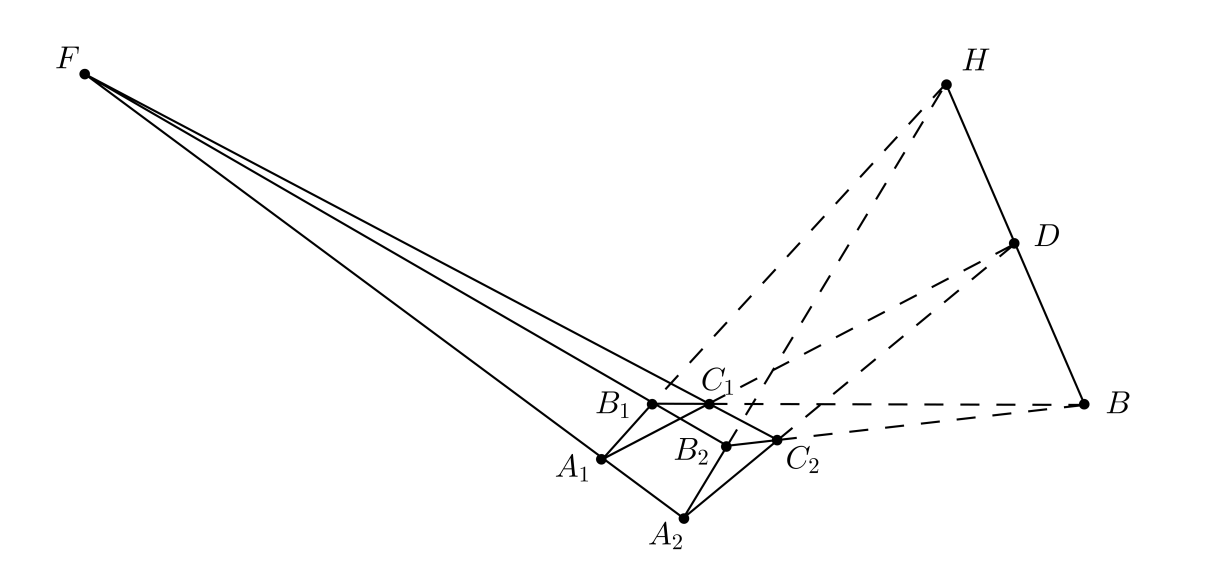 F
H
D
C₁
B₁
B
B₂
C₂
A₁
A₂